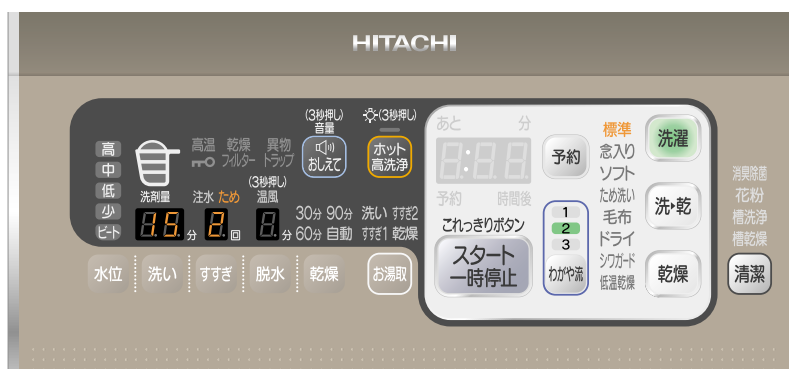 HITACHI
(3秒押し)
音量
おしえて
(3秒押し)
ホット
高洗浄
高
中
低
少
ビート
高温
乾燥
フィルター
異物
トラップ
洗剤量
注水 ため
(3秒押し)
温風
15.分
2.回
8.分
30分 90分
60分 自動
洗い すすぎ2
すすぎ1 乾燥
水位
洗い
すすぎ
脱水
乾燥
お湯取
あと 分
8:88
予約 時間後
予約
これっきりボタン
スタート
一時停止
1
2
3
わがや流
標準
念入り
ソフト
ため洗い
毛布
ドライ
シワガード
低温乾燥
洗濯
洗・乾
乾燥
消臭除菌
花粉
槽洗浄
槽乾燥
清潔